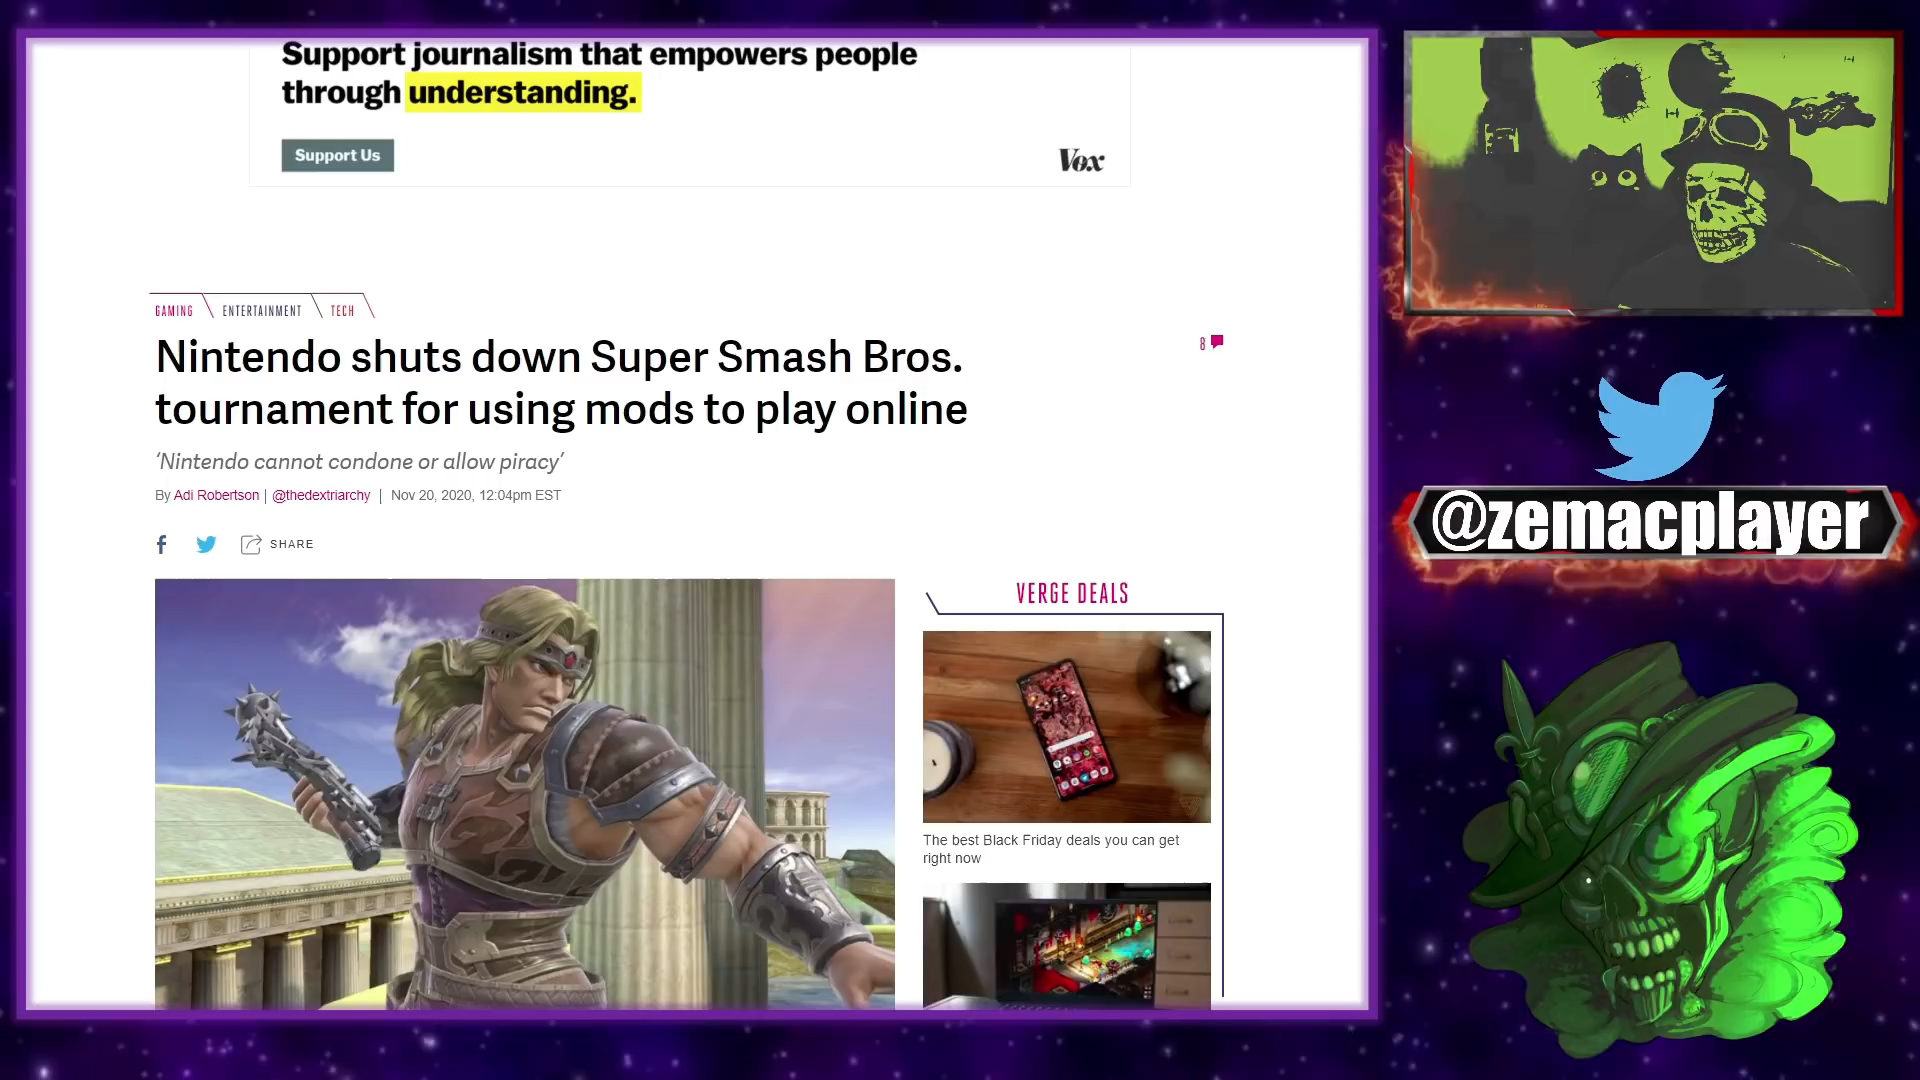 Support journalism that empowers people
through understanding.
Support Us
Vox
GAMING
ENTERTAINMENT
TECH
Nintendo shuts down Super Smash Bros.
tournament for using mods to play online
8
‘Nintendo cannot condone or allow piracy’
By Adi Robertson | @thedextriarchy | Nov 20, 2020, 12:04pm EST
SHARE
VERGE DEALS
The best Black Friday deals you can get
right now
@zemacplayer